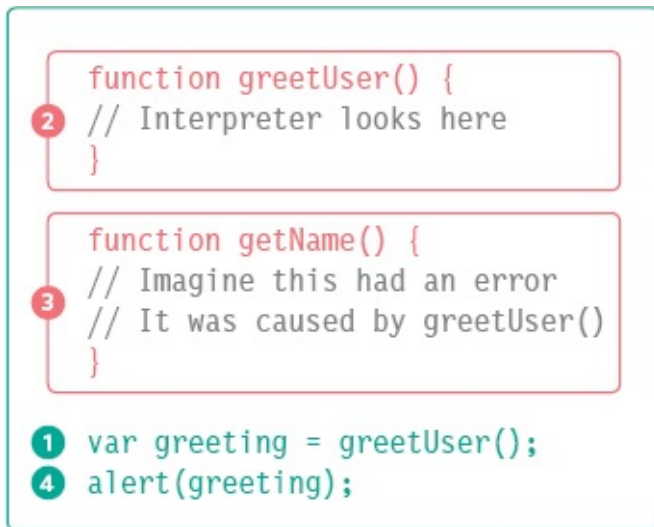 function greetUser() {
2 // Interpreter looks here
}
function getName() {
// Imagine this had an error
3 // It was caused by greetUser()
}
1 var greeting = greetUser();
4 alert(greeting);